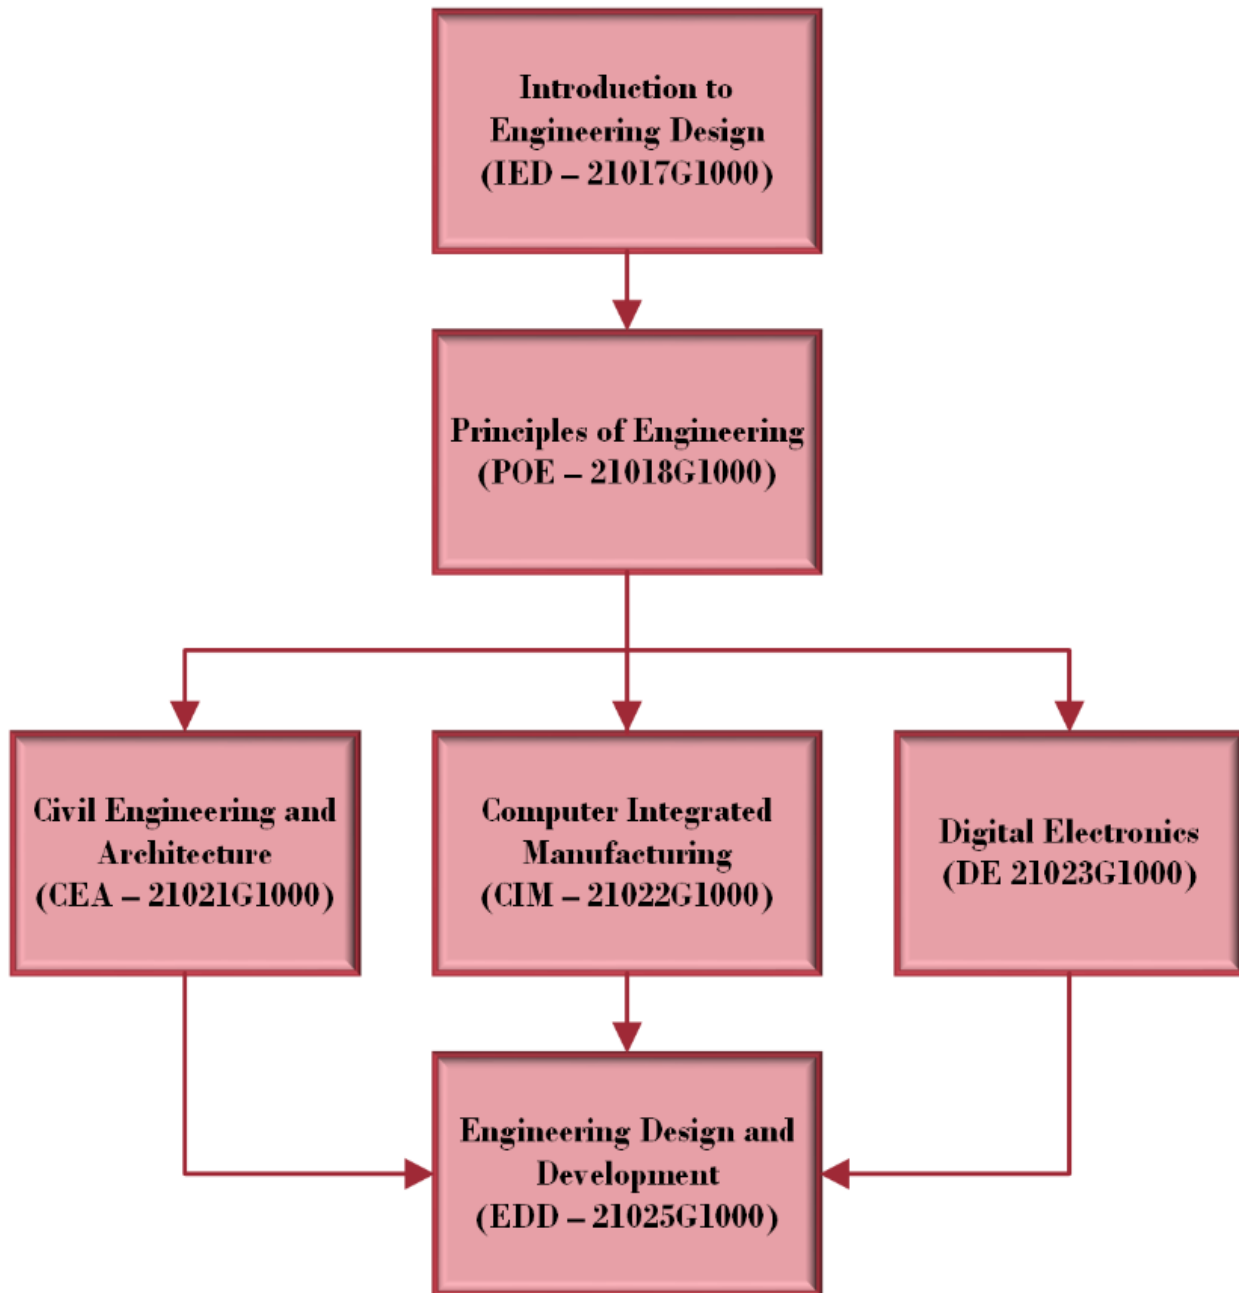 Introduction to
Engineering Design
(IED – 21017G1000)
Principles of Engineering
(POE – 21018G1000)
Civil Engineering and
Architecture
(CEA – 21021G1000)
Computer Integrated
Manufacturing
(CIM – 21022G1000)
Digital Electronics
(DE 21023G1000)
Engineering Design and
Development
(EDD – 21025G1000)